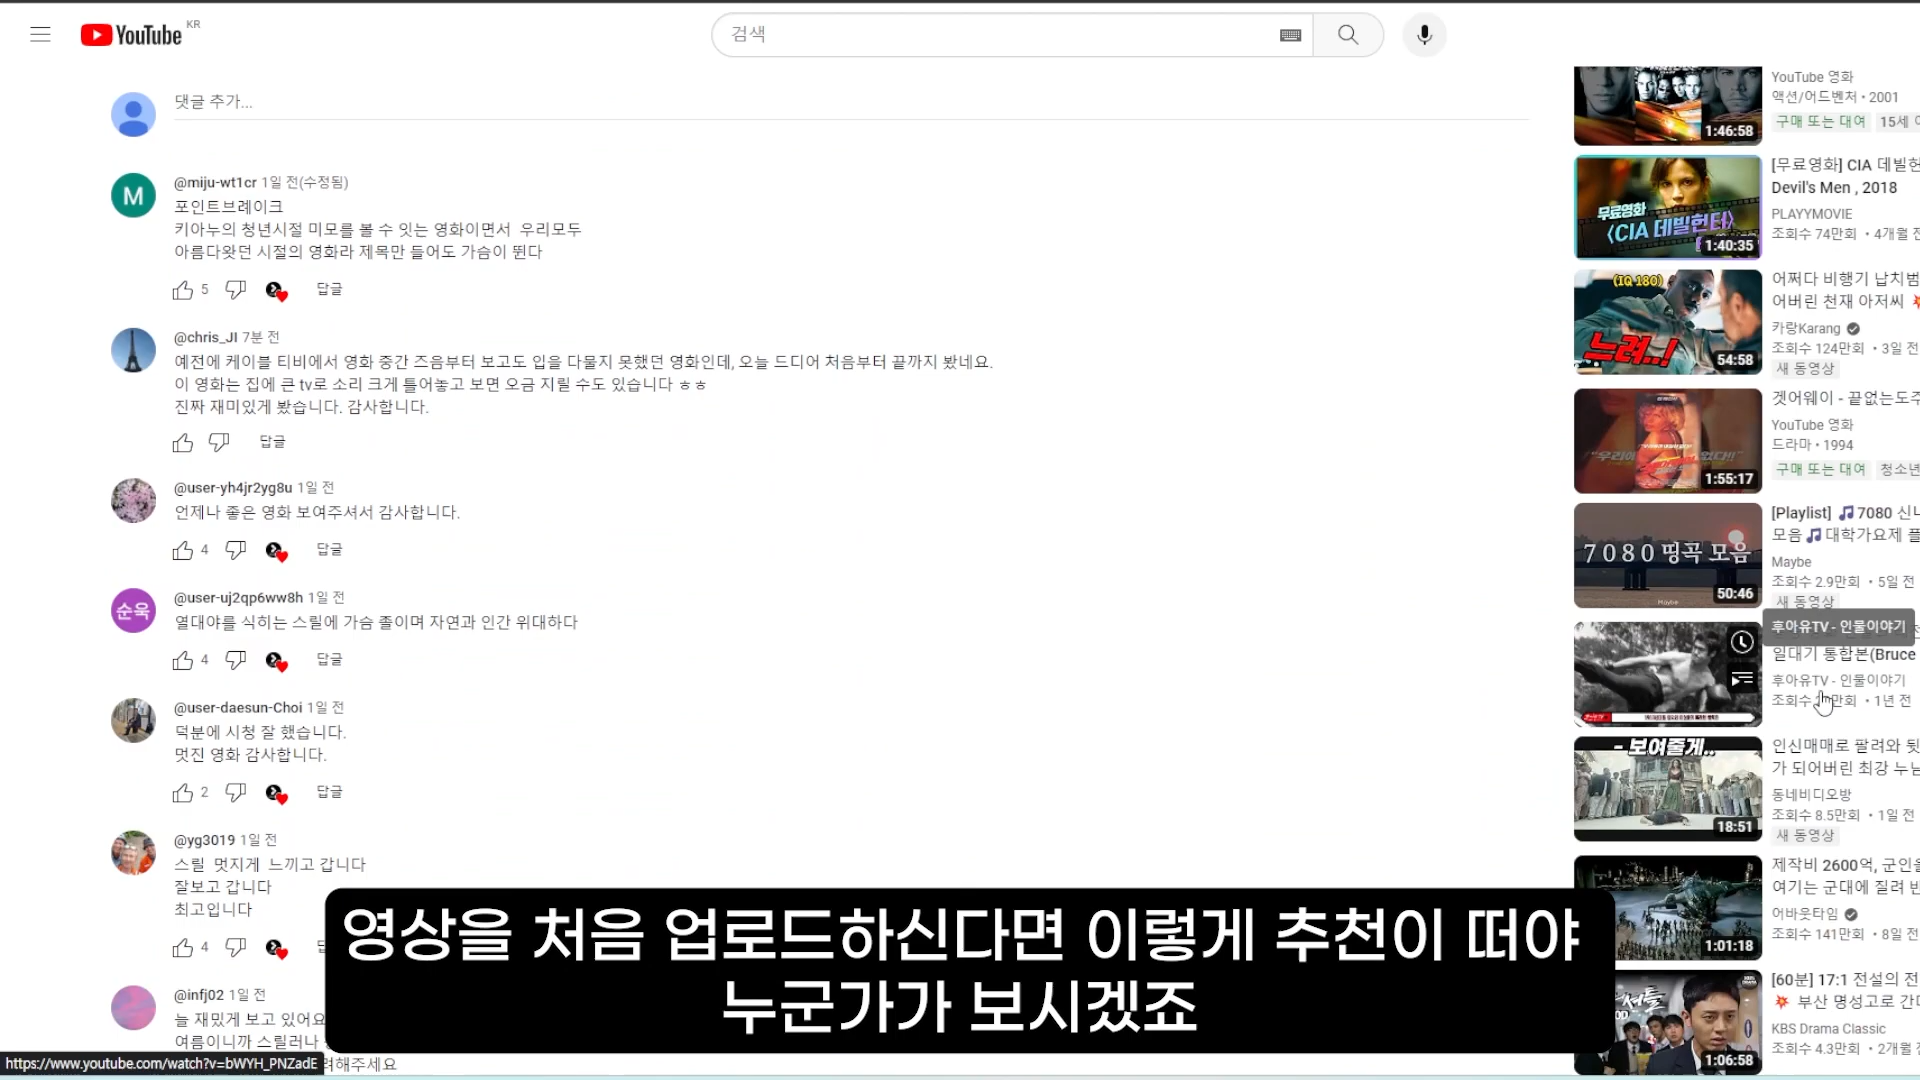 YouTube KR
검색
댓글 추가...
@miju-wt1cr 1일 전(수정됨)
포인트브레이크
키아누의 청년시절 미모를 볼 수 잇는 영화이면서 우리모두
아름다왓던 시절의 영화라 제목만 들어도 가슴이 뛴다
5 답글
@chris_JI 7분 전
예전에 케이블 티비에서 영화 중간 즈음부터 보고도 입을 다물지 못했던 영화인데, 오늘 드디어 처음부터 끝까지 봤네요.
이 영화는 집에 큰 tv로 소리 크게 틀어놓고 보면 오금 지릴 수도 있습니다 ㅎㅎ
진짜 재미있게 봤습니다. 감사합니다.
답글
@user-yh4jr2yg8u 1일 전
언제나 좋은 영화 보여주셔서 감사합니다.
4 답글
순욱
@user-uj2qp6ww8h 1일 전
열대야를 식히는 스릴에 가슴 졸이며 자연과 인간 위대하다
4 답글
@user-daesun-Choi 1일 전
덕분에 시청 잘 했습니다.
멋진 영화 감사합니다.
2 답글
@yg3019 1일 전
스릴 멋지게 느끼고 갑니다
잘보고 갑니다
최고입니다
4
@infj02 1일 전
늘 재밌게 보고 있어요
여름이니까 스릴러나
려해주세요
https://www.youtube.com/watch?v=bWYH_PNZadE
영상을 처음 업로드하신다면 이렇게 추천이 떠야
누군가가 보시겠죠
1:46:58
YouTube 영화
액션/어드벤처 • 2001
구매 또는 대여 15세
무료영화
〈CIA 데빌헌터〉
1:40:35
[무료영화] CIA 데빌헌
Devil's Men , 2018
PLAYYMOVIE
조회수 74만회 • 4개월 전
(IQ 180)
느려..!
54:58
어쩌다 비행기 납치범
어버린 천재 아저씨
카랑Karang
조회수 124만회 • 3일 전
새 동영상
1:55:17
겟어웨이 - 끝없는도주
YouTube 영화
드라마 • 1994
구매 또는 대여 청소년
7080 띵곡 모음
Maybe
50:46
[Playlist] 7080 신나
모음 대학가요제
Maybe
조회수 2.9만회 • 5일 전
새 동영상
후아유TV - 인물이야기
일대기 통합본(Bruce
후아유TV - 인물이야기
조회수 만회 • 1년 전
- 보여줄게..
18:51
인신매매로 팔려와 뒷
가 되어버린 최강 누님
동네비디오방
조회수 8.5만회 • 1일 전
새 동영상
1:01:18
제작비 2600억, 군인을
여기는 군대에 질려
어바웃타임
조회수 141만회 • 8일 전
1:06:58
[60분] 17:1 전설의 전
부산 명성고로 간
KBS Drama Classic
조회수 4.3만회 • 2개월